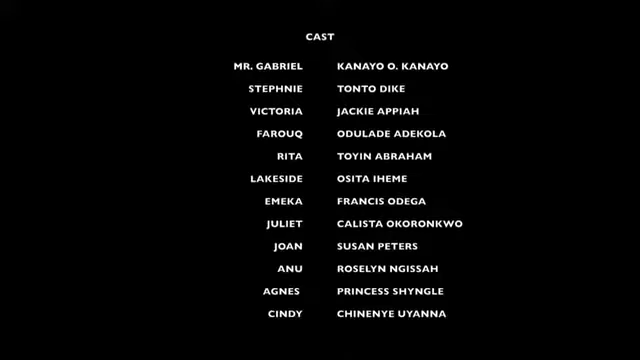 CAST
MR. GABRIEL KANAYO O. KANAYO
STEPHNIE TONTO DIKE
VICTORIA JACKIE APPIAH
FAROUQ ODULADE ADEKOLA
RITA TOYIN ABRAHAM
LAKESIDE OSITA IHEME
EMEKA FRANCIS ODEGA
JULIET CALISTA OKORONKWO
JOAN SUSAN PETERS
ANU ROSELYN NGISSAH
AGNES PRINCESS SHYNGLE
CINDY CHINENYE UYANNA